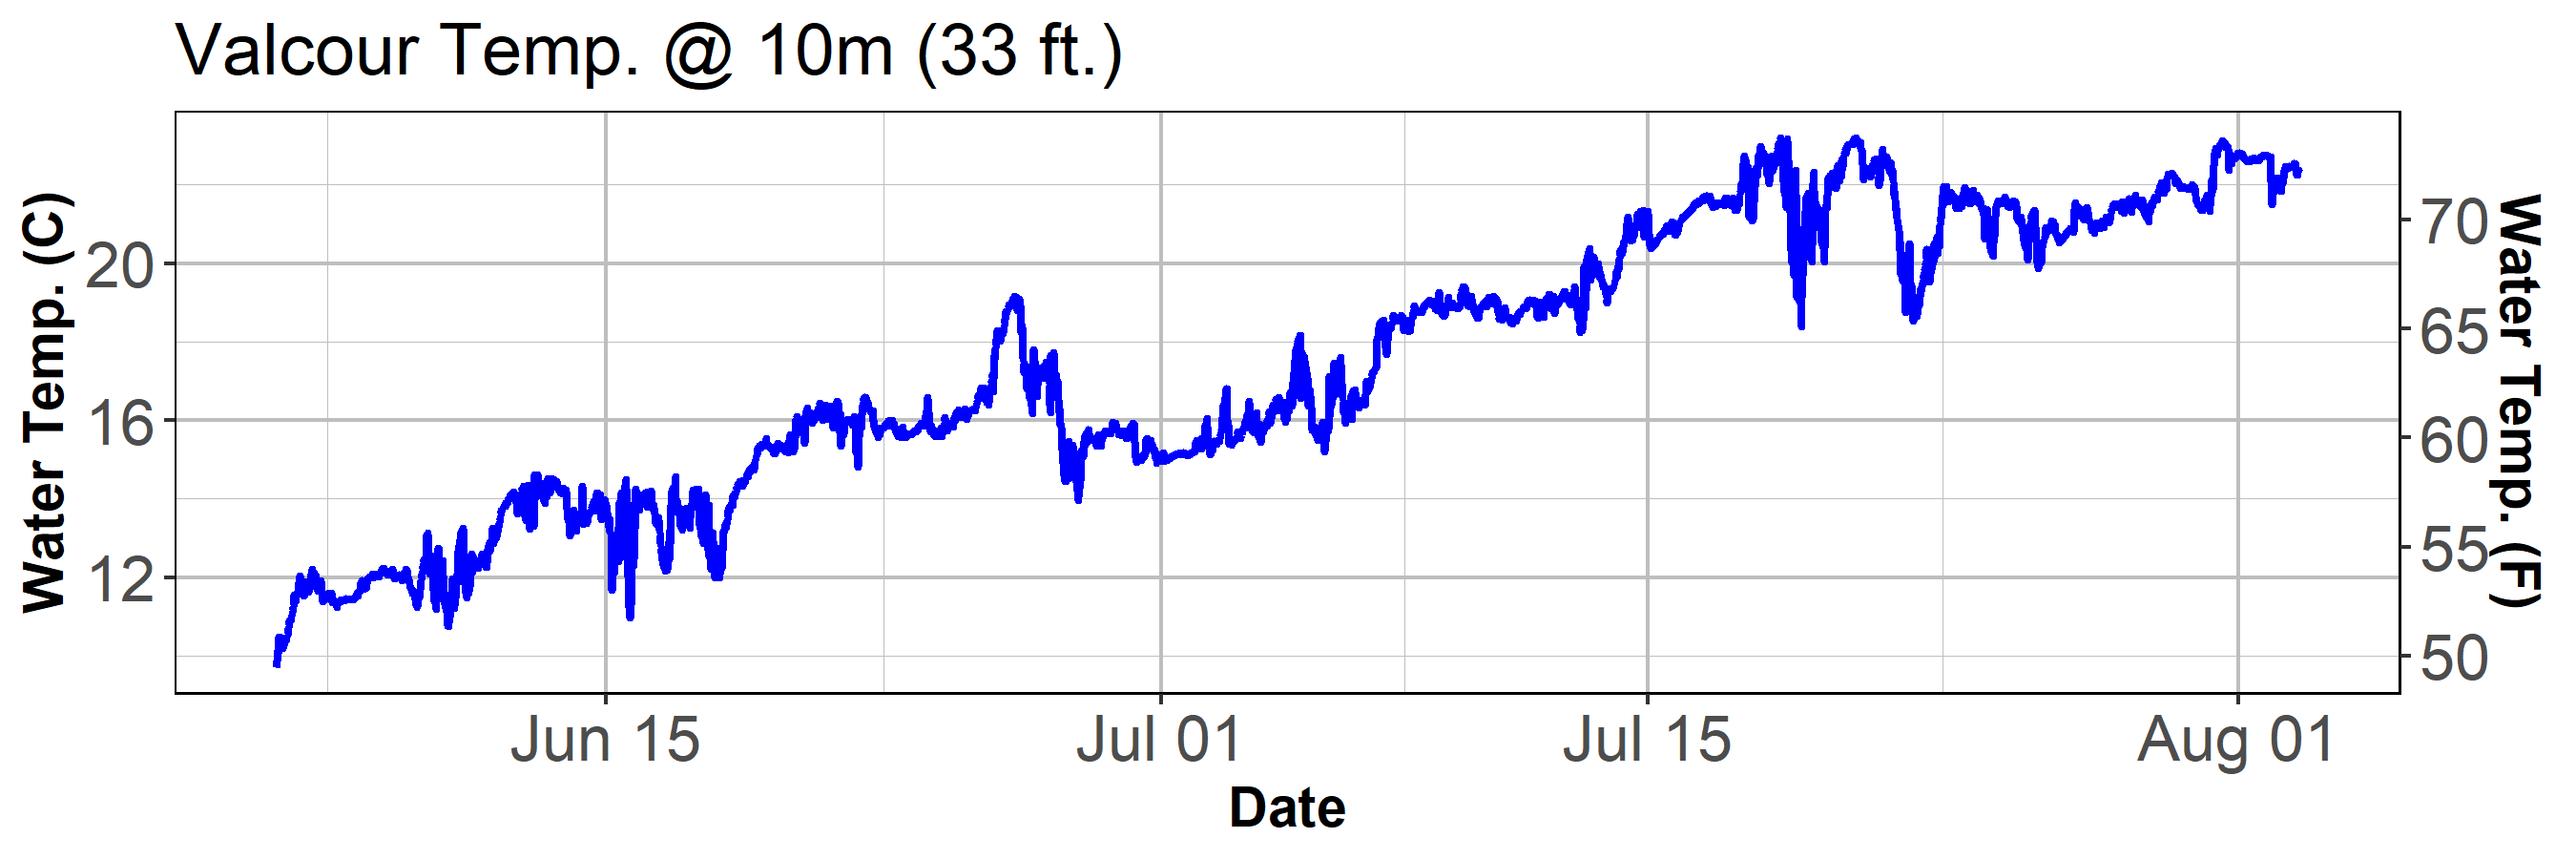 Valcour Temp. @ 10m (33 ft.)
Water Temp. (C)
20
16
12
70
65
60
55
50
Water Temp. (F)
Jun 15
Jul 01
Jul 15
Aug 01
Date